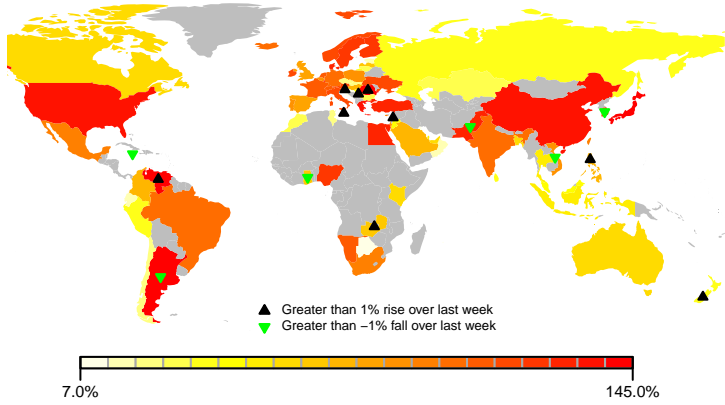 Greater than 1% rise over last week
Greater than −1% fall over last week
7.0%
145.0%